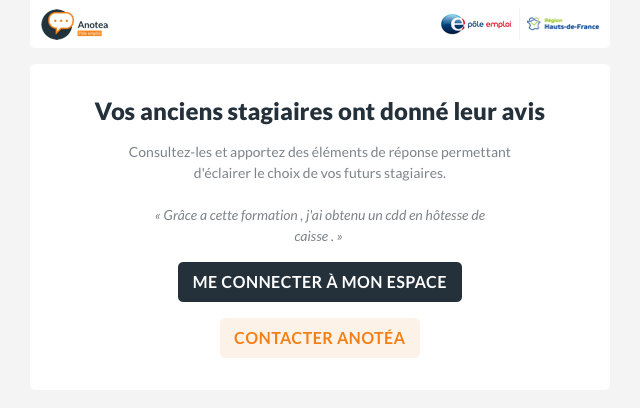 Anotea
Pôle emploi
pôle emploi
Région
Hauts-de-France
Vos anciens stagiaires ont donné leur avis
Consultez-les et apportez des éléments de réponse permettant
d'éclairer le choix de vos futurs stagiaires.
« Grâce a cette formation , j'ai obtenu un cdd en hôtesse de
caisse . »
ME CONNECTER À MON ESPACE
CONTACTER ANOTÉA